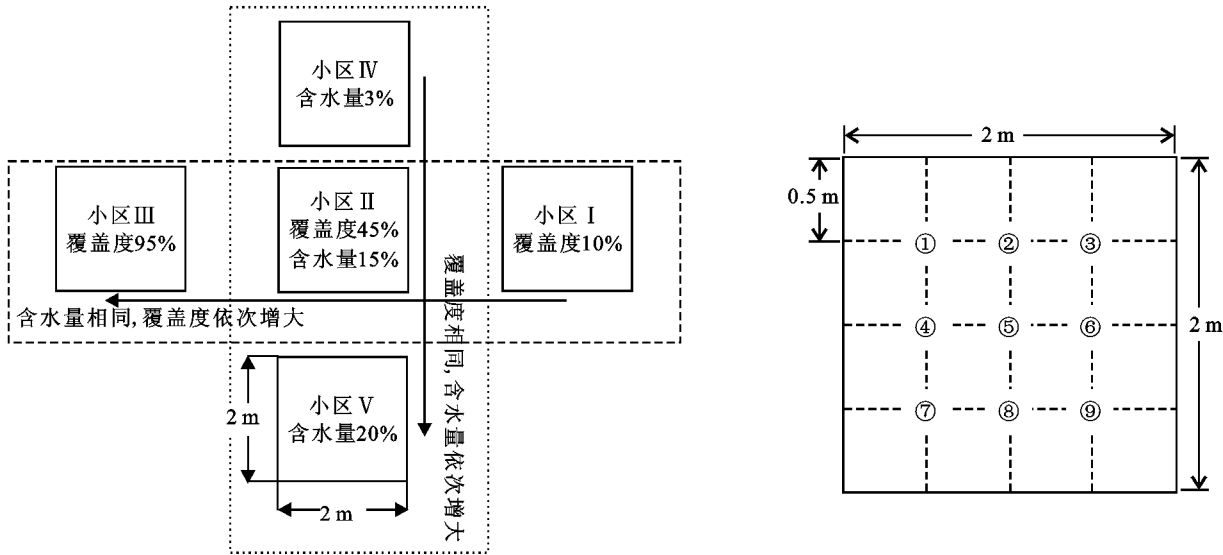 小区Ⅳ
含水量3%
小区Ⅲ
覆盖度95%
小区Ⅱ
覆盖度45%
含水量15%
小区Ⅰ
覆盖度10%
含水量相同,覆盖度依次增大
覆盖度相同,含水量依次增大
小区Ⅴ
含水量20%
2 m
2 m
2 m
0.5 m
① ② ③
④ ⑤ ⑥
⑦ ⑧ ⑨
2 m